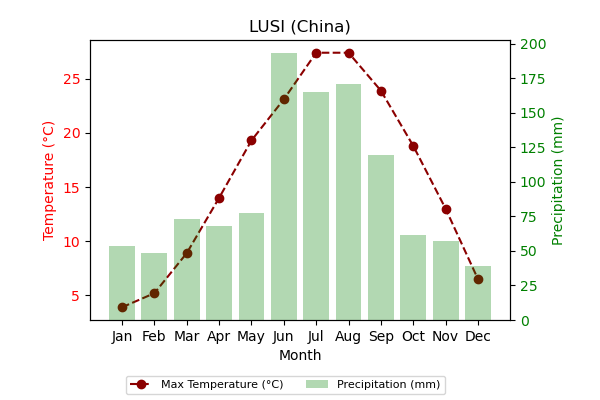 LUSI (China)
Temperature (°C)
25
20
15
10
5
200
175
150
125
100
75
50
25
0
Precipitation (mm)
Jan Feb Mar Apr May Jun Jul Aug Sep Oct Nov Dec
Month
Max Temperature (°C) Precipitation (mm)